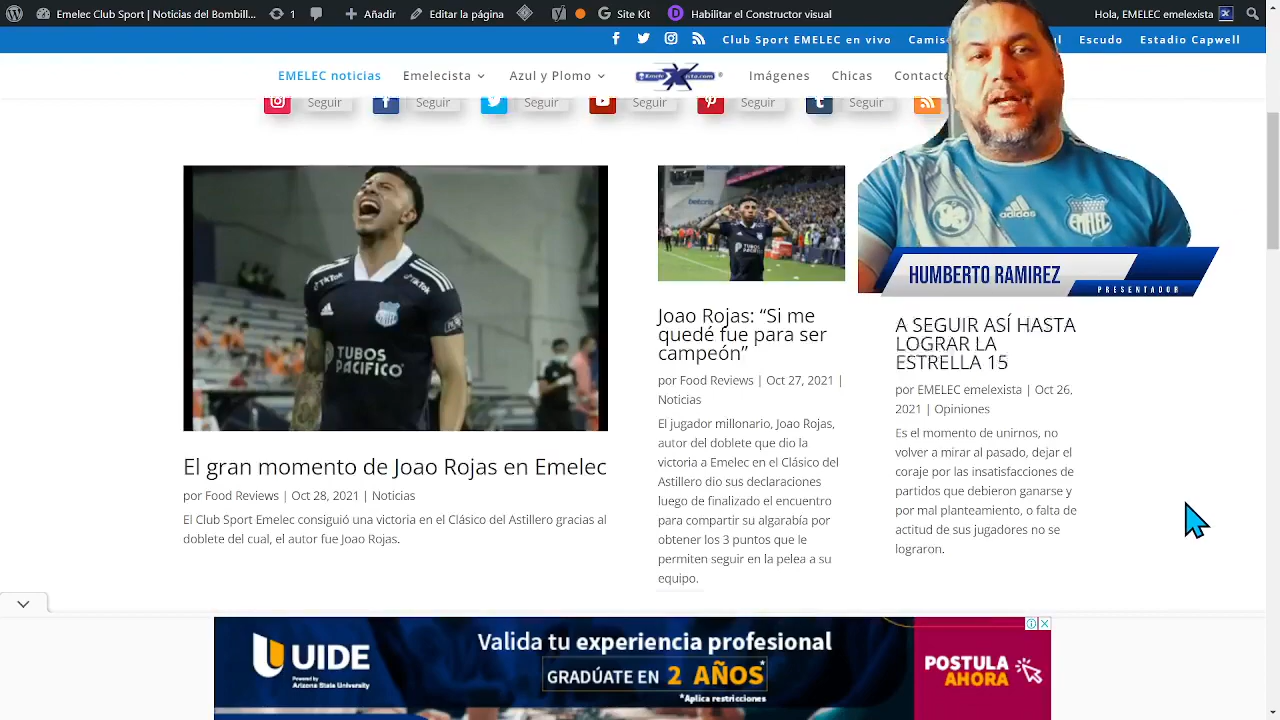 Emelec Club Sport | Noticias del Bombill...
Añadir
Editar la página
Site Kit
Habilitar el Constructor visual
Hola, EMELEC emelexista
Club Sport EMELEC en vivo
Escudo
Estadio Capwell
EMELEC noticias
Emelecista
Azul y Plomo
Imágenes
Chicas
Seguir
Seguir
Seguir
Seguir
Seguir
Seguir
TikTok
TUBOS
PACIFICO
adidas
EMELEC
HUMBERTO RAMIREZ
PRESENTADOR
El gran momento de Joao Rojas en Emelec
por Food Reviews | Oct 28, 2021 | Noticias
El Club Sport Emelec consiguió una victoria en el Clásico del Astillero gracias al
doblete del cual, el autor fue Joao Rojas.
Joao Rojas: “Si me
quedé fue para ser
campeón”
por Food Reviews | Oct 27, 2021 |
Noticias
El jugador millonario, Joao Rojas,
autor del doblete que dio la
victoria a Emelec en el Clásico del
Astillero dio sus declaraciones
luego de finalizado el encuentro
para compartir su algarabía por
obtener los 3 puntos que le
permiten seguir en la pelea a su
equipo.
A SEGUIR ASÍ HASTA
LOGRAR LA
ESTRELLA 15
por EMELEC emelexista | Oct 26,
2021 | Opiniones
Es el momento de unirnos, no
volver a mirar al pasado, dejar el
coraje por las insatisfacciones de
partidos que debieron ganarse y
por mal planteamiento, o falta de
actitud de sus jugadores no se
lograron.
UIDE
Powered by
Arizona State University
Valida tu experiencia profesional
GRADÚATE EN 2 AÑOS*
*Aplica restricciones
POSTULA
AHORA